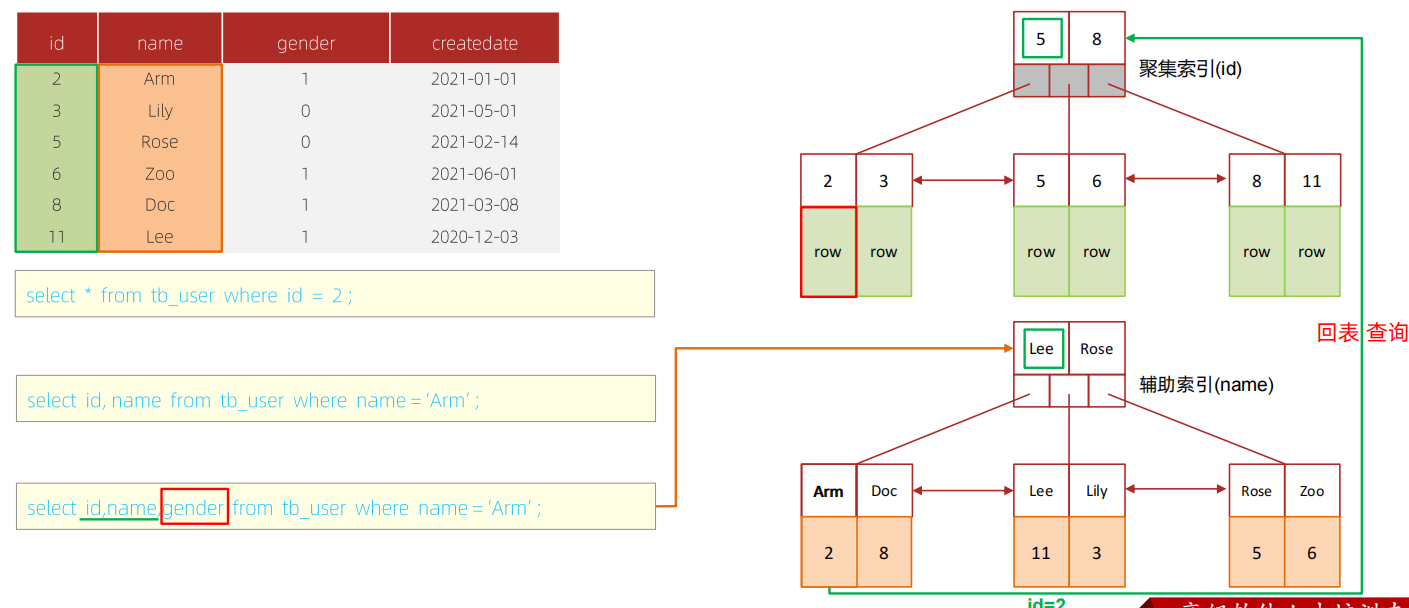 id name gender createdate
2 Arm 1 2021-01-01
3 Lily 0 2021-05-01
5 Rose 0 2021-02-14
6 Zoo 1 2021-06-01
8 Doc 1 2021-03-08
11 Lee 1 2020-12-03
select * from tb_user where id = 2 ;
select id, name from tb_user where name = ‘Arm’ ;
select id,name,gender from tb_user where name = ‘Arm’ ;
5 8
聚集索引(id)
2 3 5 6 8 11
row row row row row row
回表 查询
Lee Rose
辅助索引(name)
Arm Doc Lee Lily Rose Zoo
2 8 11 3 5 6
id=2